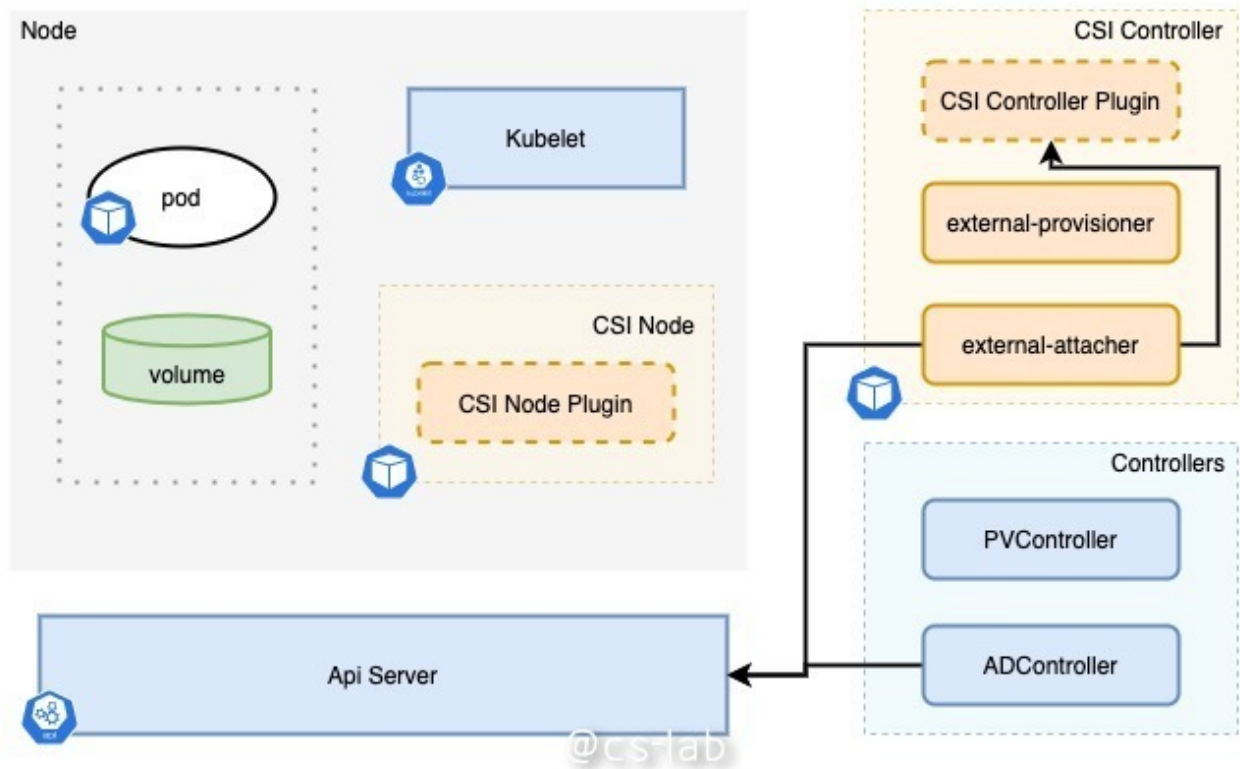 Node
Kubelet
pod
volume
CSI Node
CSI Node Plugin
Api Server
CSI Controller
CSI Controller Plugin
external-provisioner
external-attacher
Controllers
PVController
ADController
@cs-lab